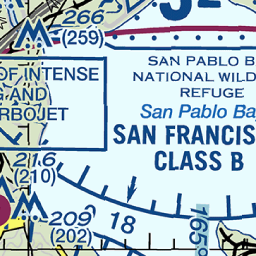 266
(259)
OF INTENSE
G AND
RBOJET
SAN PABLO B
NATIONAL WILD
REFUGE
San Pablo Bay
SAN FRANCIS
CLASS B
216
(210)
209
(202)
18
165°